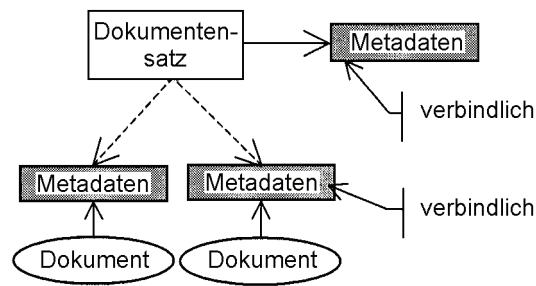 Dokumenten-
satz
Metadaten
verbindlich
Metadaten
Metadaten
verbindlich
Dokument
Dokument